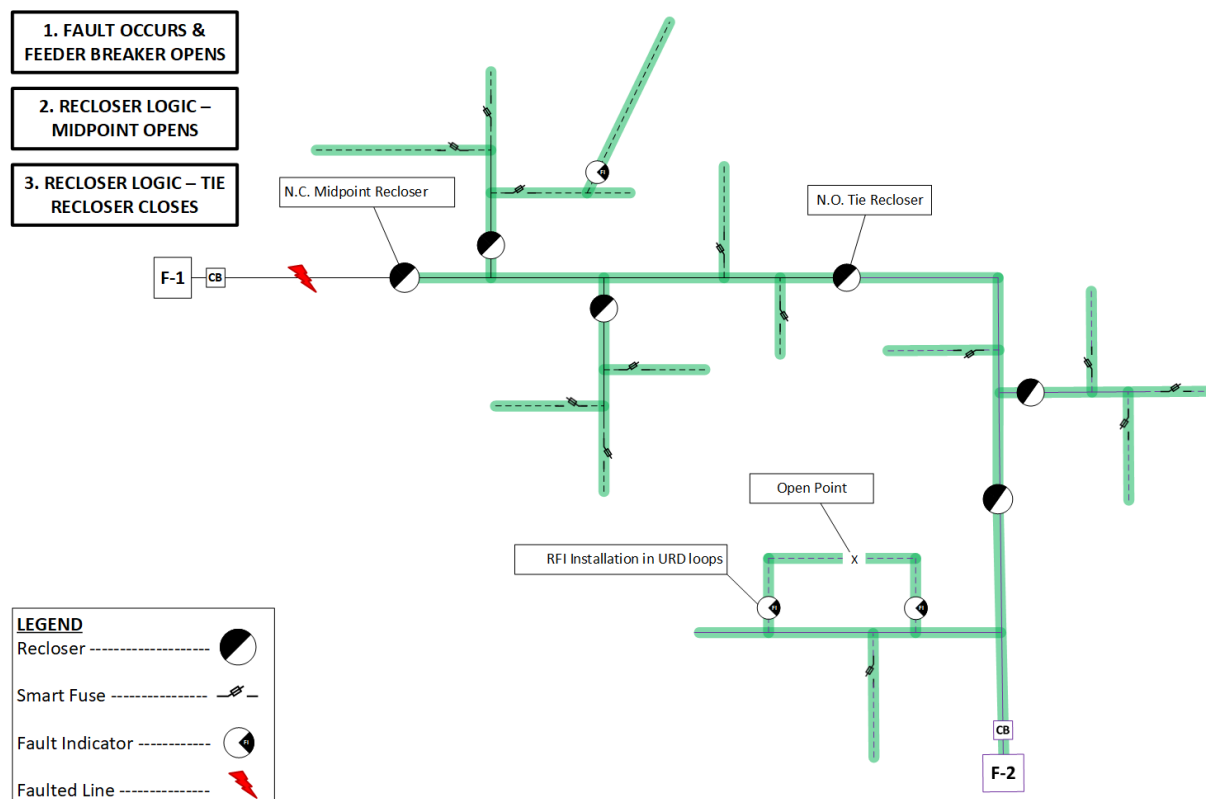 1. FAULT OCCURS &
FEEDER BREAKER OPENS
2. RECLOSER LOGIC –
MIDPOINT OPENS
3. RECLOSER LOGIC – TIE
RECLOSER CLOSES
N.C. Midpoint Recloser
N.O. Tie Recloser
FI
F-1
CB
Open Point
X
RFI Installation in URD loops
FI
FI
CB
F-2
LEGEND
Recloser --------------------
Smart Fuse ----------------
Fault Indicator ------------
FI
Faulted Line ---------------